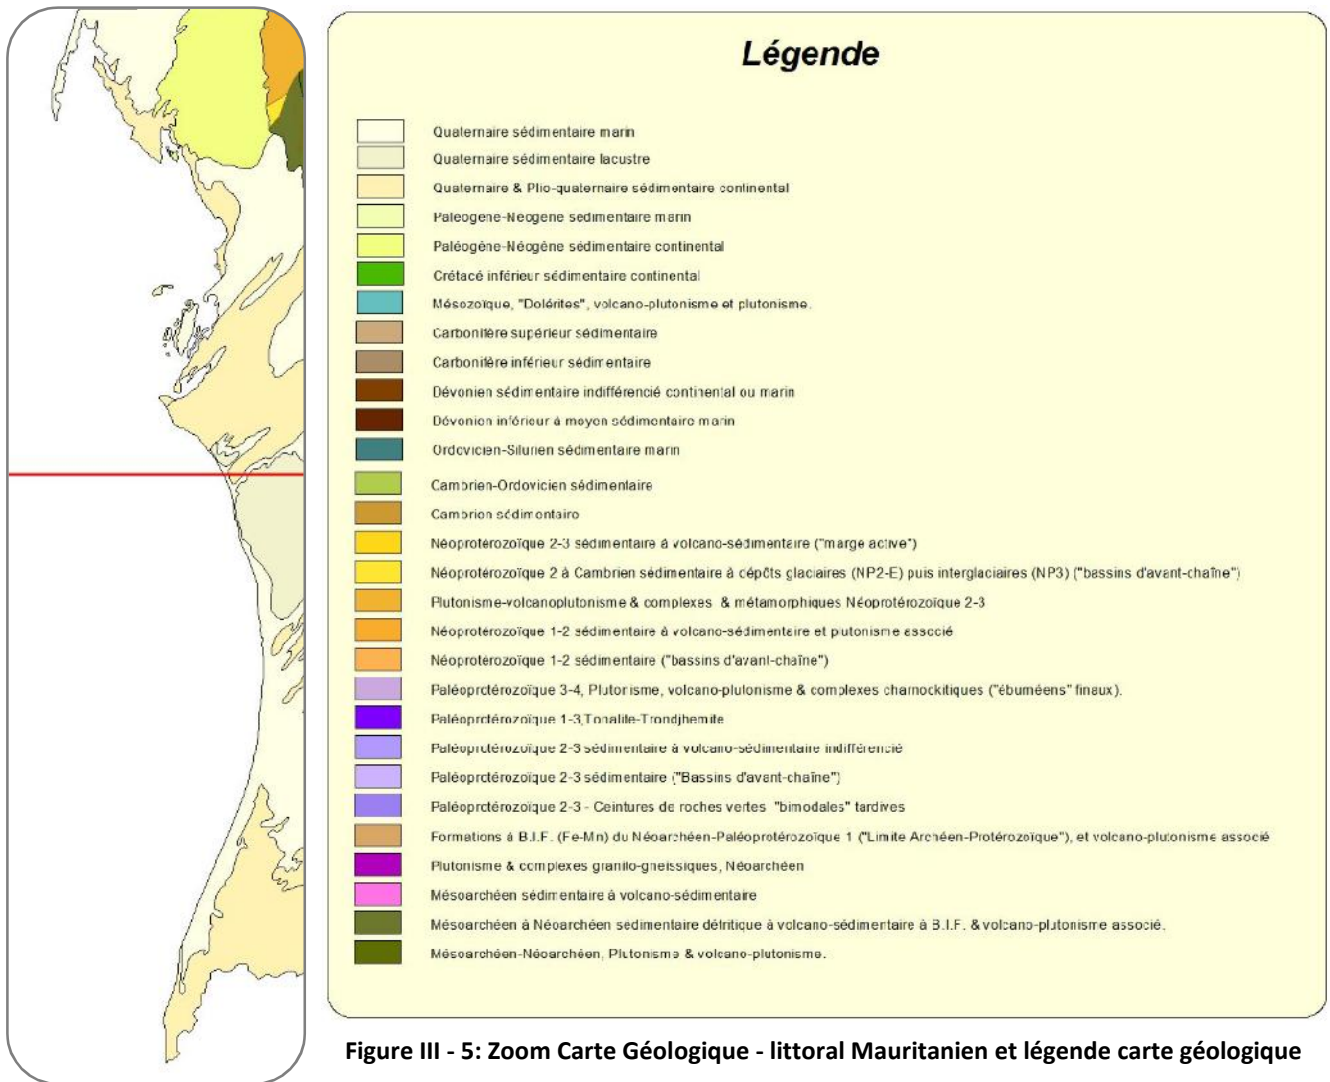 Légende
Quaternaire sédimentaire marin
Quaternaire sédimentaire lacustre
Quaternaire & Plio-quaternaire sédimentaire continental
Paléogène-Néogène sédimentaire marin
Paléogène-Néogène sédimentaire continental
Crétacé inférieur sédimentaire continental
Mésozoïque, "Dolérites", volcano-plutonisme et plutonisme.
Carbonifère supérieur sédimentaire
Carbonifère inférieur sédimentaire
Dévonien sédimentaire indifférencié continental ou marin
Dévonien inférieur à moyen sédimentaire marin
Ordovicien-Silurien sédimentaire marin
Cambrien-Ordovicien sédimentaire
Cambrien sédimentaire
Néoprotérozoïque 2-3 sédimentaire à volcano-sédimentaire ("marge active")
Néoprotérozoïque 2 à Cambrien sédimentaire à dépôts glaciaires (NP2-E) puis interglaciaires (NP3) ("bassins d'avant-chaîne")
Plutonisme-volcanoplutonisme & complexes & métamorphiques Néoprotérozoïque 2-3
Néoprotérozoïque 1-2 sédimentaire à volcano-sédimentaire et plutonisme associé
Néoprotérozoïque 1-2 sédimentaire ("bassins d'avant-chaîne")
Paléoprotérozoïque 3-4, Plutonisme, volcano-plutonisme & complexes charnockitiques ("éburnéens" finaux).
Paléoprotérozoïque 1-3,Tonalite-Trondjhemite
Paléoprotérozoïque 2-3 sédimentaire à volcano-sédimentaire indifférencié
Paléoprotérozoïque 2-3 sédimentaire ("Bassins d'avant-chaîne")
Paléoprotérozoïque 2-3 - Ceintures de roches vertes "bimodales" tardives
Formations à B.I.F. (Fe-Mn) du Néoarchéen-Paléoprotérozoïque 1 ("Limite Archéen-Protérozoïque"), et volcano-plutonisme associé
Plutonisme & complexes granilo-gneissiques, Néoarchéen
Mésoarchéen sédimentaire à volcano-sédimentaire
Mésoarchéen à Néoarchéen sédimentaire détritique à volcano-sédimentaire à B.I.F. & volcano-plutonisme associé.
Mésoarchéen-Néoarchéen, Plutonisme & volcano-plutonisme.
Figure III - 5: Zoom Carte Géologique - littoral Mauritanien et légende carte géologique